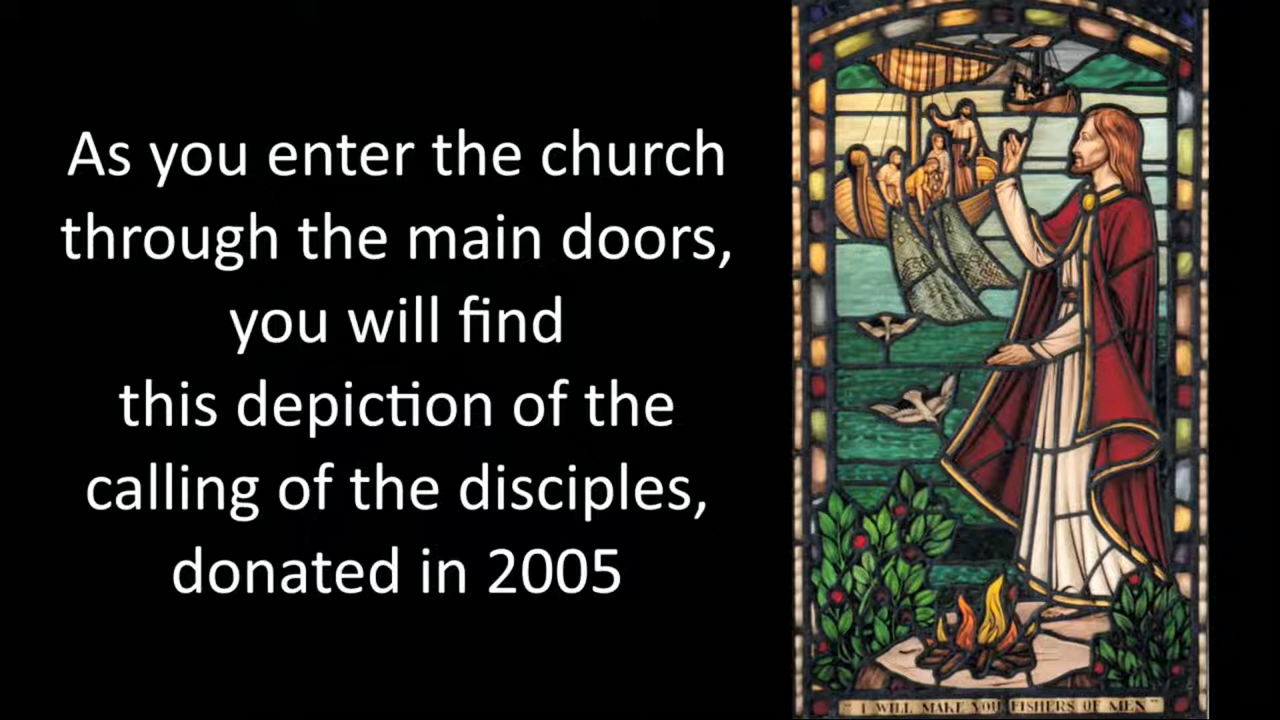 As you enter the church
through the main doors,
you will find
this depiction of the
calling of the disciples,
donated in 2005
"I WILL MAKE YOU FISHERS OF MEN"